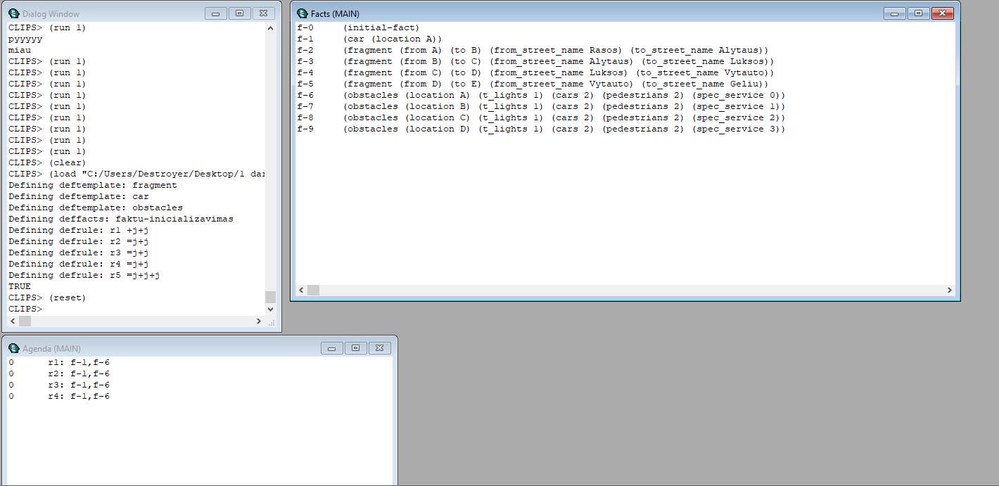 Dialog Window
CLIPS> (run 1)
pyyyyy
miau
CLIPS> (run 1)
CLIPS> (run 1)
CLIPS> (run 1)
CLIPS> (run 1)
CLIPS> (run 1)
CLIPS> (run 1)
CLIPS> (run 1)
CLIPS> (run 1)
CLIPS> (run 1)
CLIPS> (clear)
CLIPS> (load "C:/Users/Destroyer/Desktop/1 dar
Defining deftemplate: fragment
Defining deftemplate: car
Defining deftemplate: obstacles
Defining deffacts: faktu-inicializavimas
Defining defrule: r1 +j+j
Defining defrule: r2 =j+j
Defining defrule: r3 =j+j
Defining defrule: r4 =j+j
Defining defrule: r5 =j+j+j
TRUE
CLIPS> (reset)
CLIPS>
Facts (MAIN)
f-0 (initial-fact)
f-1 (car (location A))
f-2 (fragment (from A) (to B) (from_street_name Rasos) (to_street_name Alytaus))
f-3 (fragment (from B) (to C) (from_street_name Alytaus) (to_street_name Luksos))
f-4 (fragment (from C) (to D) (from_street_name Luksos) (to_street_name Vytauto))
f-5 (fragment (from D) (to E) (from_street_name Vytauto) (to_street_name Geliu))
f-6 (obstacles (location A) (t_lights 1) (cars 2) (pedestrians 2) (spec_service 0))
f-7 (obstacles (location B) (t_lights 1) (cars 2) (pedestrians 2) (spec_service 1))
f-8 (obstacles (location C) (t_lights 1) (cars 2) (pedestrians 2) (spec_service 2))
f-9 (obstacles (location D) (t_lights 1) (cars 2) (pedestrians 2) (spec_service 3))
Agenda (MAIN)
0 r1: f-1,f-6
0 r2: f-1,f-6
0 r3: f-1,f-6
0 r4: f-1,f-6